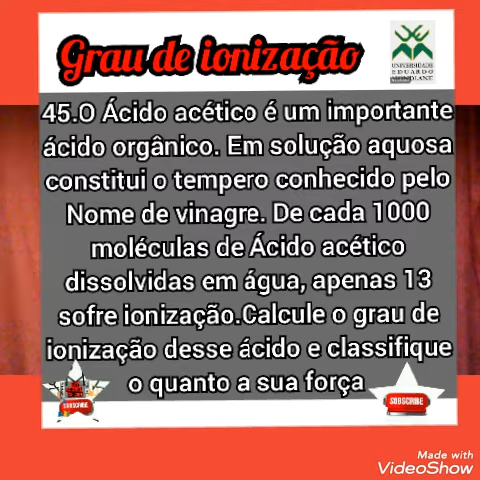 Grau de ionização
UNIVERSIDADE
EDUARDO
MONDLANE
45.O Ácido acético é um importante
ácido orgânico. Em solução aquosa
constitui o tempero conhecido pelo
Nome de vinagre. De cada 1000
moléculas de Ácido acético
dissolvidas em água, apenas 13
sofre ionização.Calcule o grau de
ionização desse ácido e classifique
o quanto a sua força
SUBSCRIBE
SUBSCRIBE
Made with
VideoShow